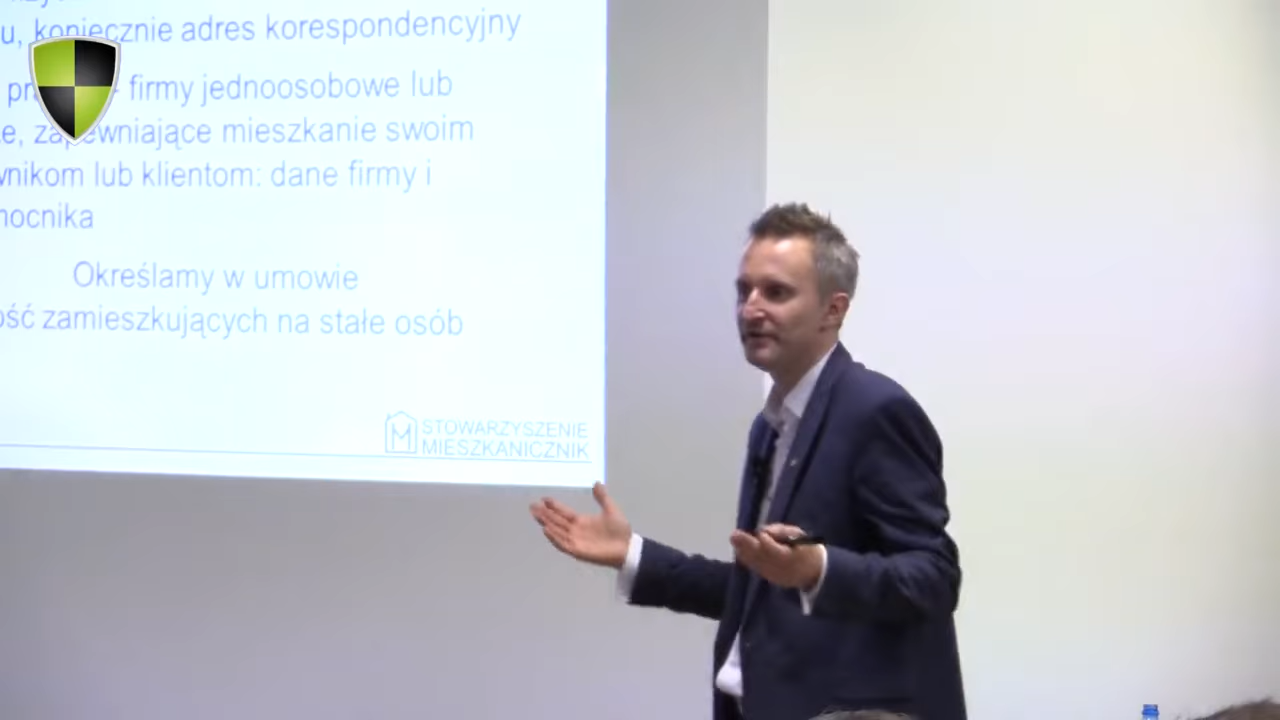 u, koniecznie adres korespondencyjny
firmy jednoosobowe lub
zapewniające mieszkanie swoim
wnikom lub klientom: dane firmy i
nocnika
Określamy w umowie
ość zamieszkujących na stałe osób
STOWARZYSZENIE
MIESZKANICZNIK